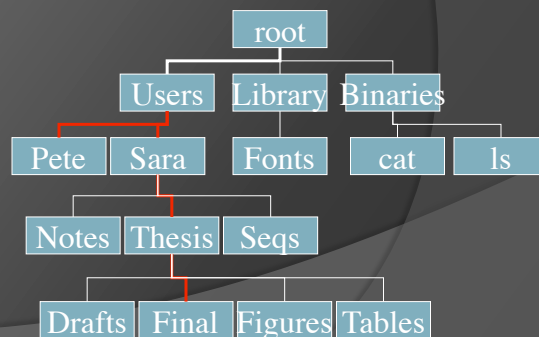 root
Users Library Binaries
Pete Sara Fonts cat ls
Notes Thesis Seqs
Drafts Final Figures Tables